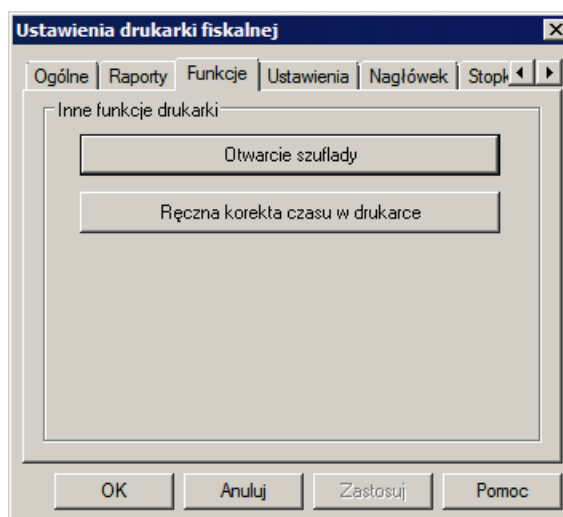 Ustawienia drukarki fiskalnej
Ogólne Raporty Funkcje Ustawienia Nagłówek
Inne funkcje drukarki
Otwarcie szuflady
Ręczna korekta czasu w drukarce
OK Anuluj Zastosuj Pomoc